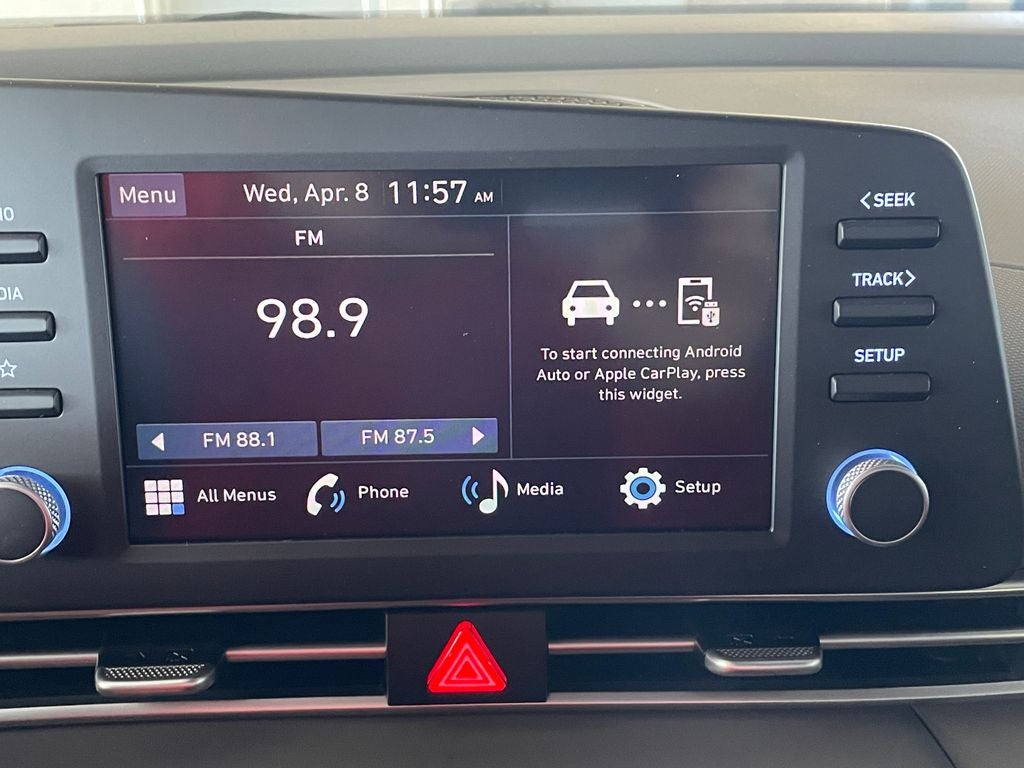 Menu Wed, Apr. 8 11:57 AM
FM
98.9
To start connecting Android
Auto or Apple CarPlay, press
this widget.
FM 88.1 FM 87.5
All Menus Phone Media Setup
<SEEK
TRACK>
SETUP